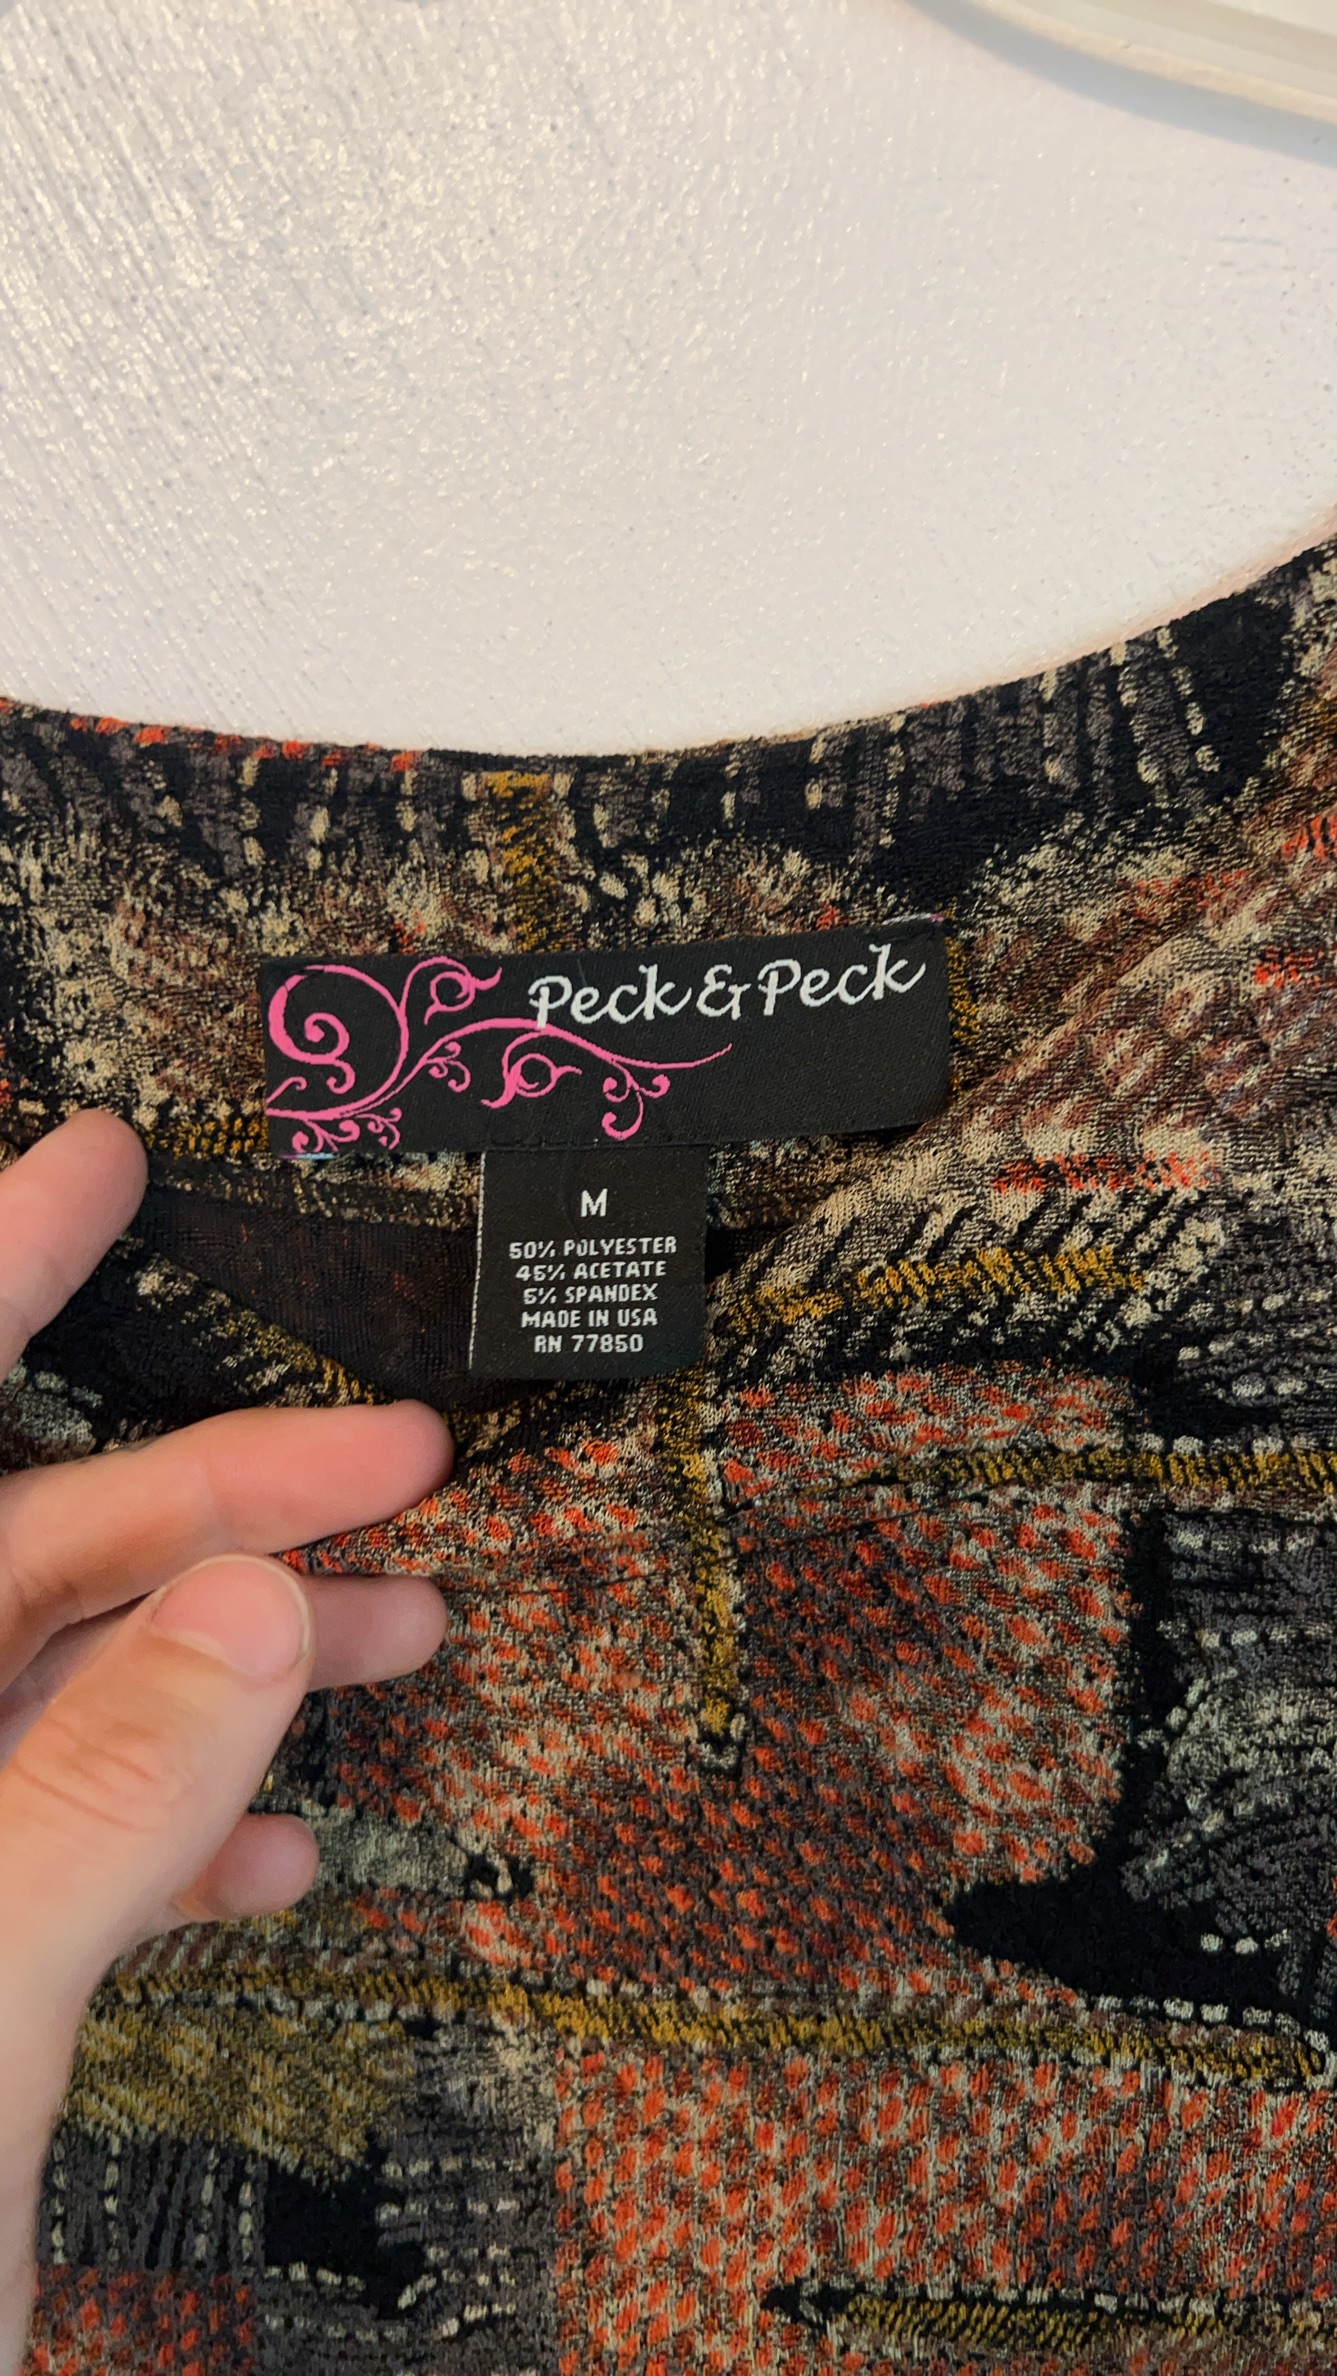 Peck & Peck
M
50% POLYESTER
45% ACETATE
5% SPANDEX
MADE IN USA
RN 77850